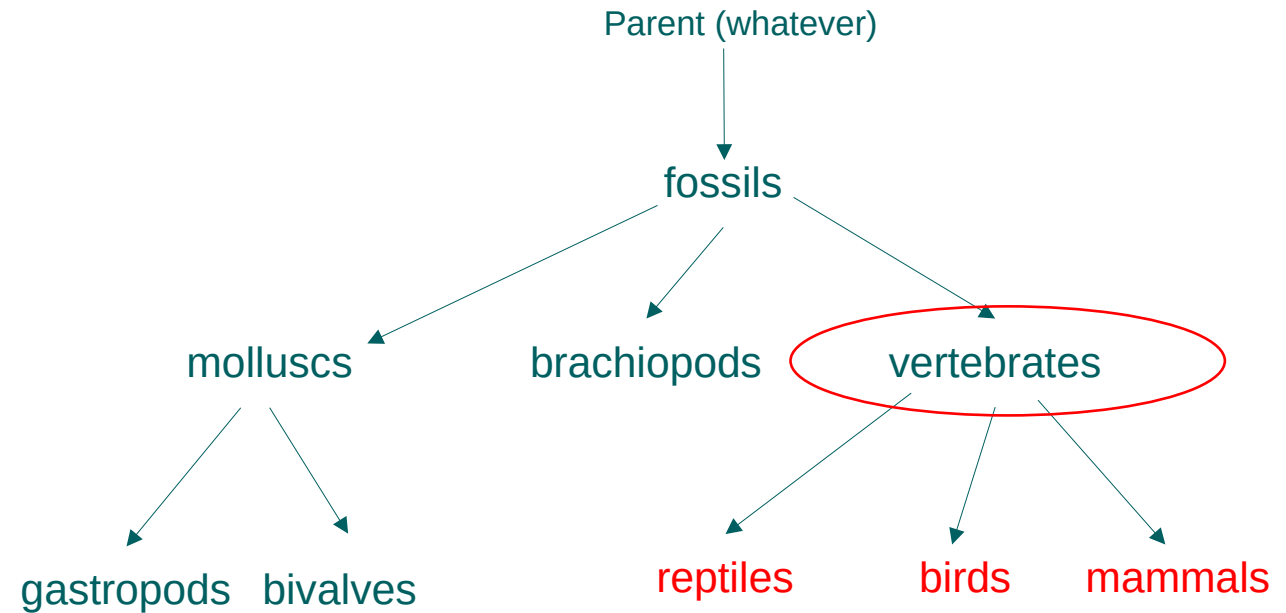 Parent (whatever)
fossils
molluscs
brachiopods
vertebrates
gastropods
bivalves
reptiles
birds
mammals